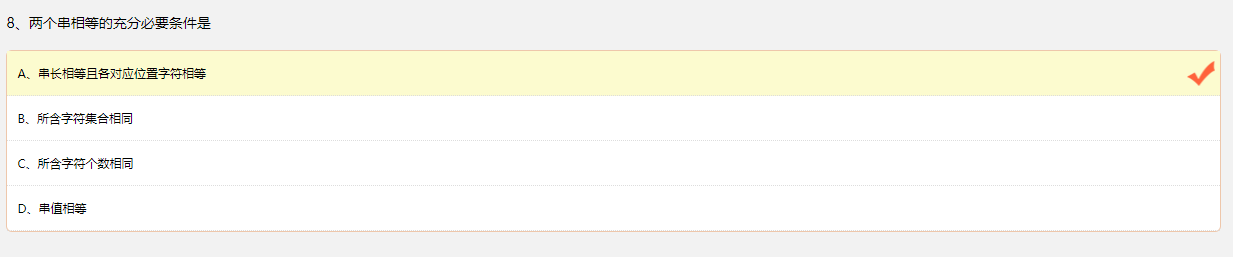 8、两个串相等的充分必要条件是
A、串长相等且各对应位置字符相等
B、所含字符集合相同
C、所含字符个数相同
D、串值相等